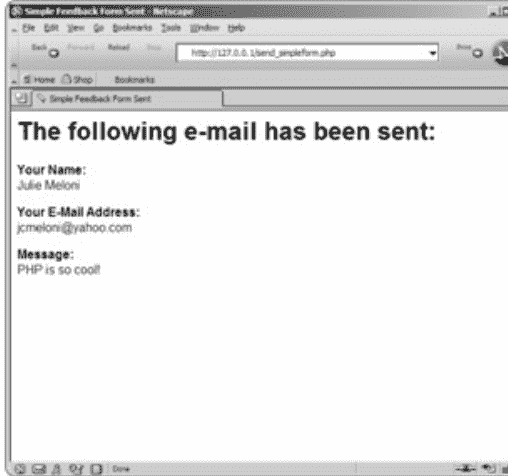 Simple Feedback Form Sent - Netscape
File Edit View Go Bookmarks Tools Window Help
Back Forward Reload Stop http://127.0.0.1/send_simpleform.php Print
Home Shop Bookmarks
Simple Feedback Form Sent
The following e-mail has been sent:
Your Name:
Julie Meloni
Your E-Mail Address:
jcmeloni@yahoo.com
Message:
PHP is so cool!
Done